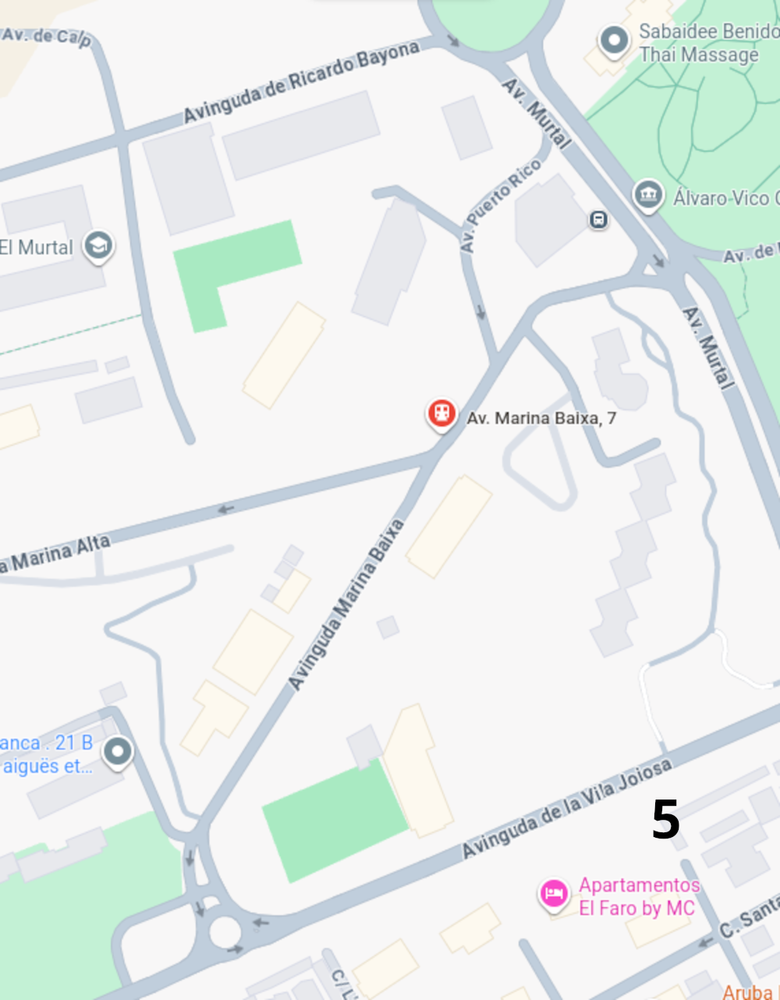 Av. de Calp
Avinguda de Ricardo Bayona
Sabaidee Benido
Thai Massage
Av. Murtal
Av. Puerto Rico
Álvaro Vico
Av. de
El Murtal
Av. Murtal
Av. Marina Baixa, 7
a Marina Alta
Avinguda Marina Baixa
anca . 21 B
aiguës et...
Avinguda de la Vila Joiosa
5
Apartamentos
El Faro by MC
C. Santa
C/ L'
Aruba